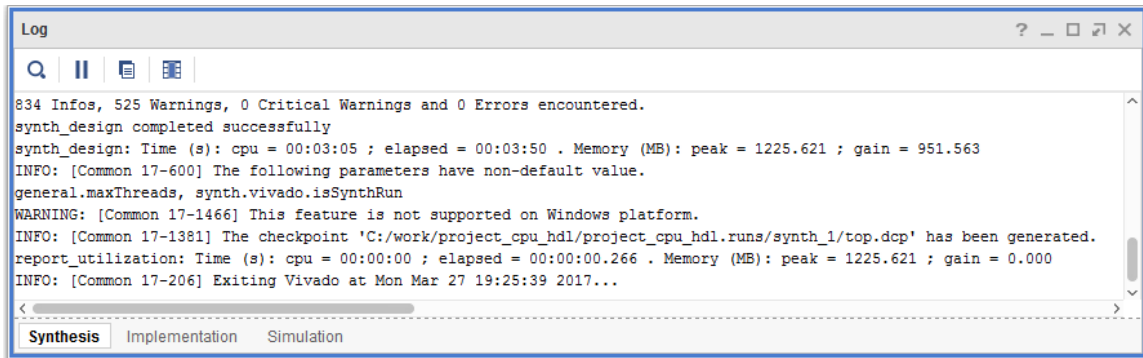 Log
834 Infos, 525 Warnings, 0 Critical Warnings and 0 Errors encountered.
synth_design completed successfully
synth_design: Time (s): cpu = 00:03:05 ; elapsed = 00:03:50 . Memory (MB): peak = 1225.621 ; gain = 951.563
INFO: [Common 17-600] The following parameters have non-default value.
general.maxThreads, synth.vivado.isSynthRun
WARNING: [Common 17-1466] This feature is not supported on Windows platform.
INFO: [Common 17-1381] The checkpoint 'C:/work/project_cpu_hdl/project_cpu_hdl.runs/synth_1/top.dcp' has been generated.
report_utilization: Time (s): cpu = 00:00:00 ; elapsed = 00:00:00.266 . Memory (MB): peak = 1225.621 ; gain = 0.000
INFO: [Common 17-206] Exiting Vivado at Mon Mar 27 19:25:39 2017...
Synthesis Implementation Simulation